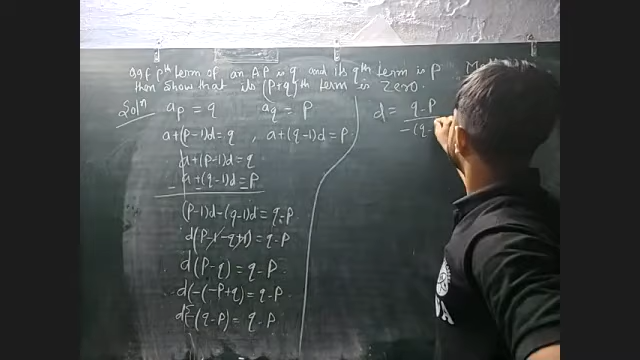 Q If pᵗʰ term of an AP is q and its qᵗʰ term is P
then show that its (P+q)ᵗʰ term is Zero.
Solⁿ
aₚ = q a_q = P
a+(P-1)d=q , a+(q-1)d=P
a+(P-1)d=q
- a+(q-1)d=P
(P-1)d-(q-1)d=q-P
d(P-1-q+1)=q-P
d(P-q)=q-P
d(-(-P+q)=q-P
d-(q-P)=q-P
d= q-P
-(q-